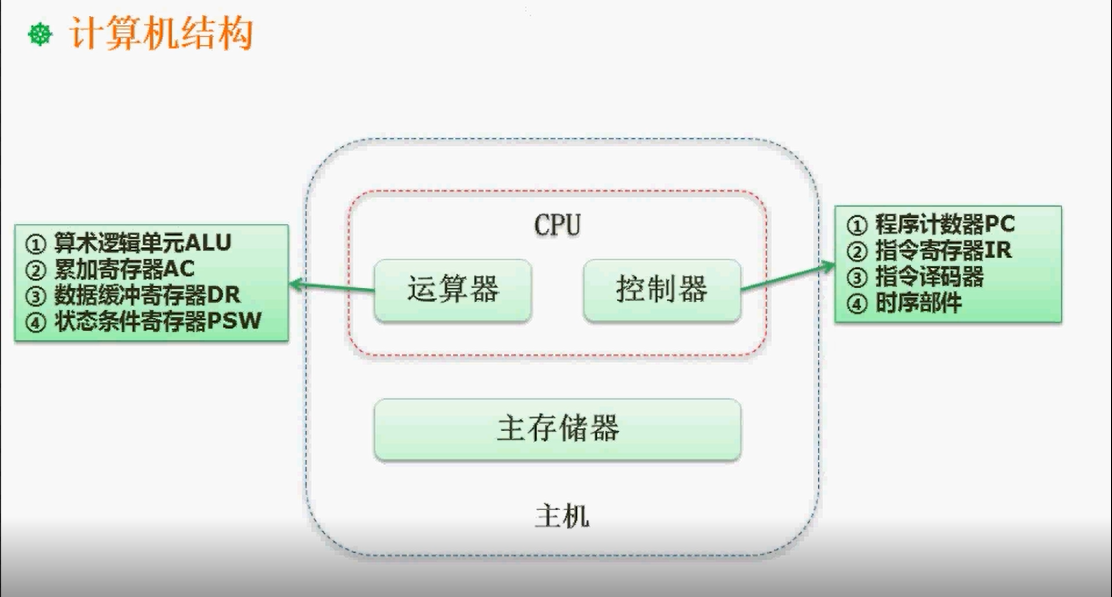 计算机结构
CPU
① 算术逻辑单元ALU
② 累加寄存器AC
③ 数据缓冲寄存器DR
④ 状态条件寄存器PSW
运算器
控制器
① 程序计数器PC
② 指令寄存器IR
③ 指令译码器
④ 时序部件
主存储器
主机